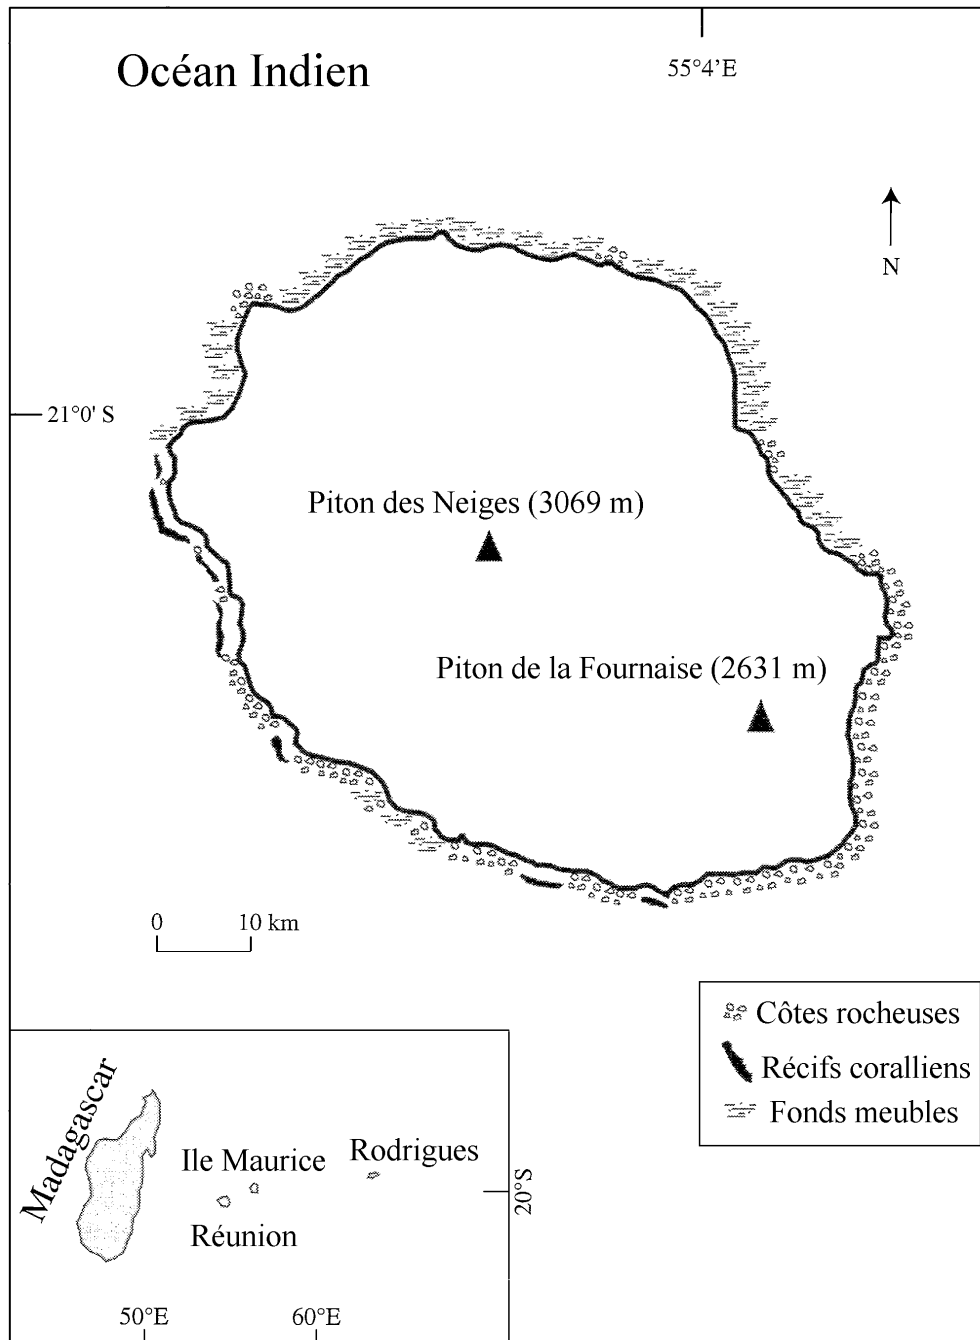 Océan Indien
55°4’E
N
21°0' S
Piton des Neiges (3069 m)
Piton de la Fournaise (2631 m)
0 10 km
Côtes rocheuses
Récifs coralliens
Fonds meubles
Madagascar
Ile Maurice
Rodrigues
Réunion
20°S
50°E
60°E